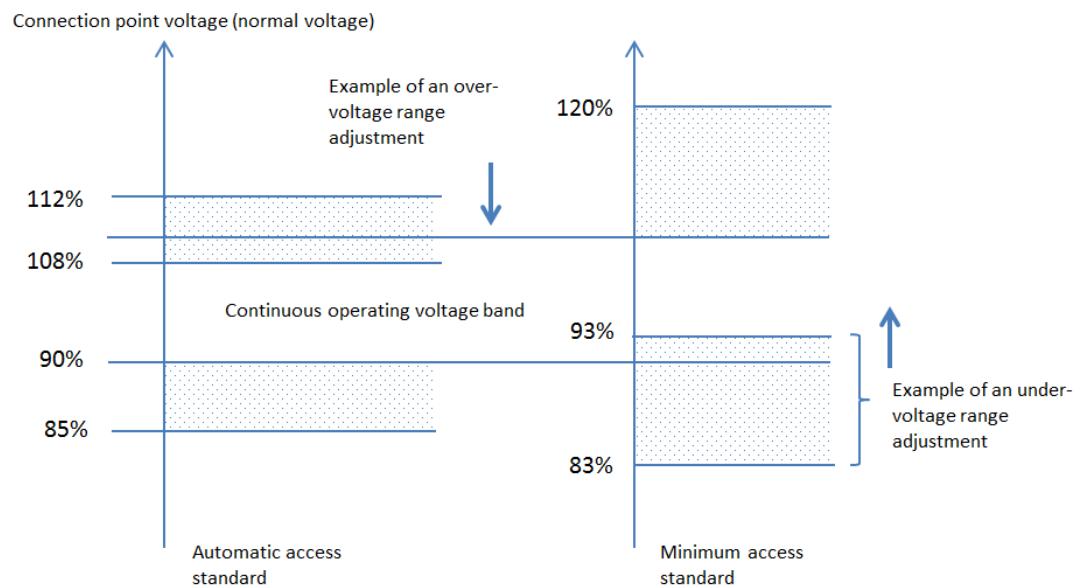 Connection point voltage (normal voltage)
Example of an over-
voltage range
adjustment
120%
112%
108%
Continuous operating voltage band
93%
90%
Example of an under-
voltage range
adjustment
85%
83%
Automatic access
standard
Minimum access
standard